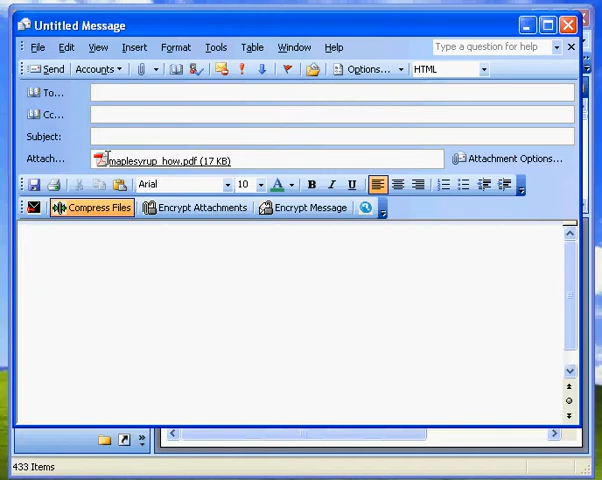 Untitled Message
File Edit View Insert Format Tools Table Window Help Type a question for help
Send Accounts Options... HTML
To...
Cc...
Subject:
Attach... maplesyrup_how.pdf (17 KB) Attachment Options...
Arial 10 A B I U
Compress Files Encrypt Attachments Encrypt Message
433 Items